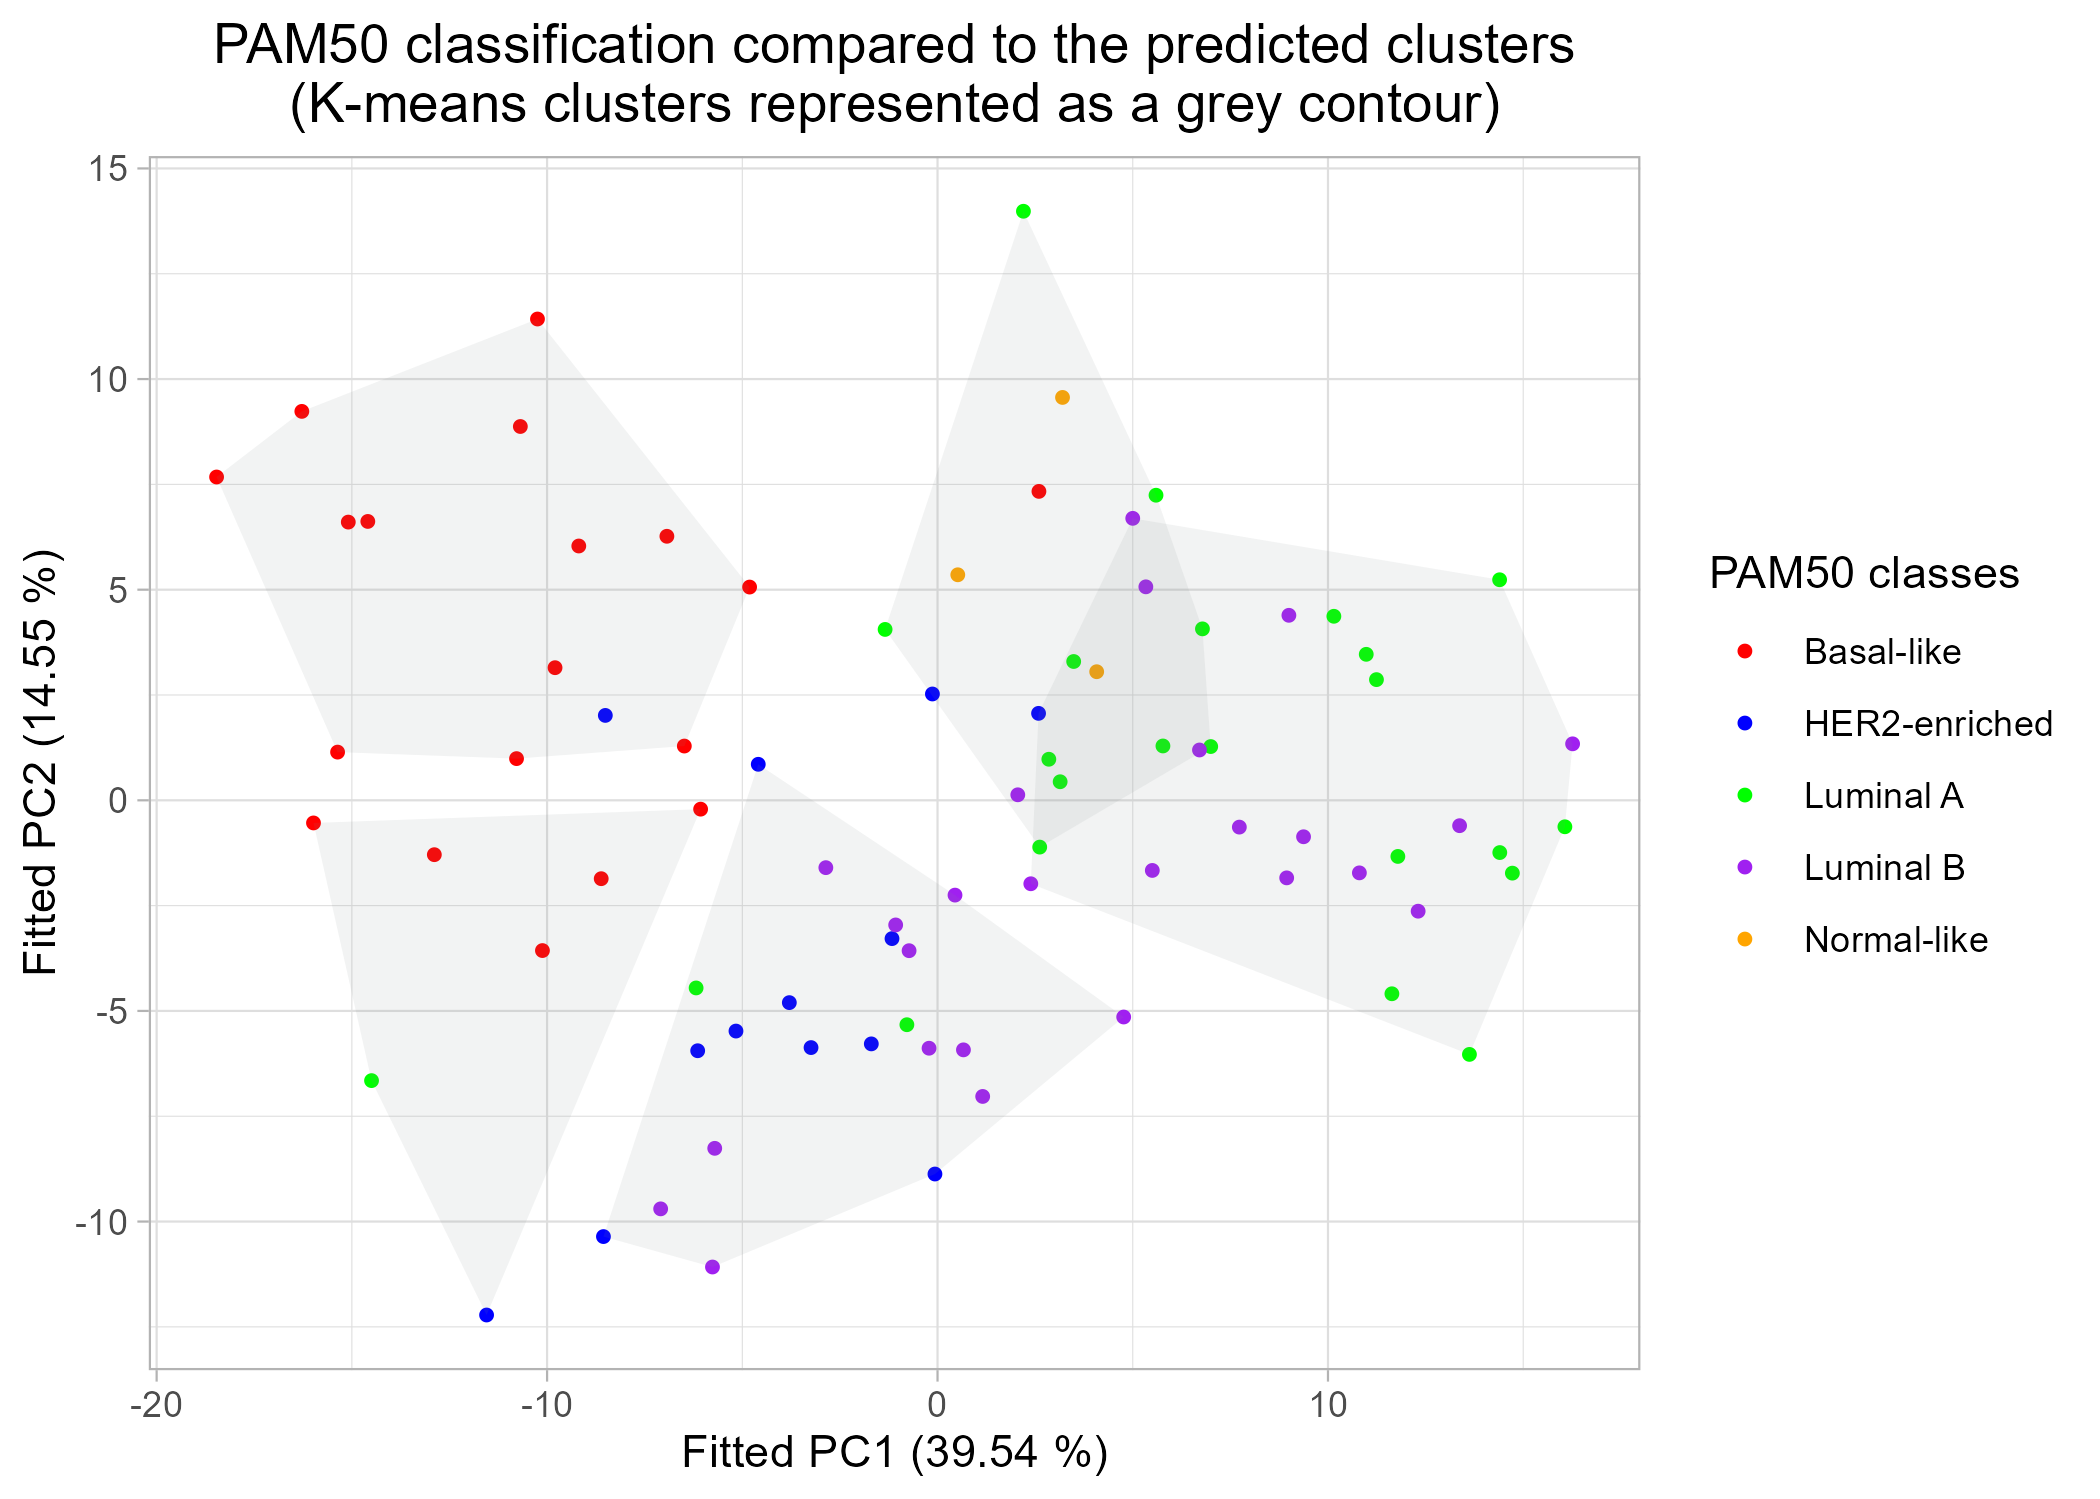 PAM50 classification compared to the predicted clusters
(K-means clusters represented as a grey contour)
15
10
5
0
-5
-10
Fitted PC2 (14.55 %)
-20
-10
0
10
Fitted PC1 (39.54 %)
PAM50 classes
Basal-like
HER2-enriched
Luminal A
Luminal B
Normal-like